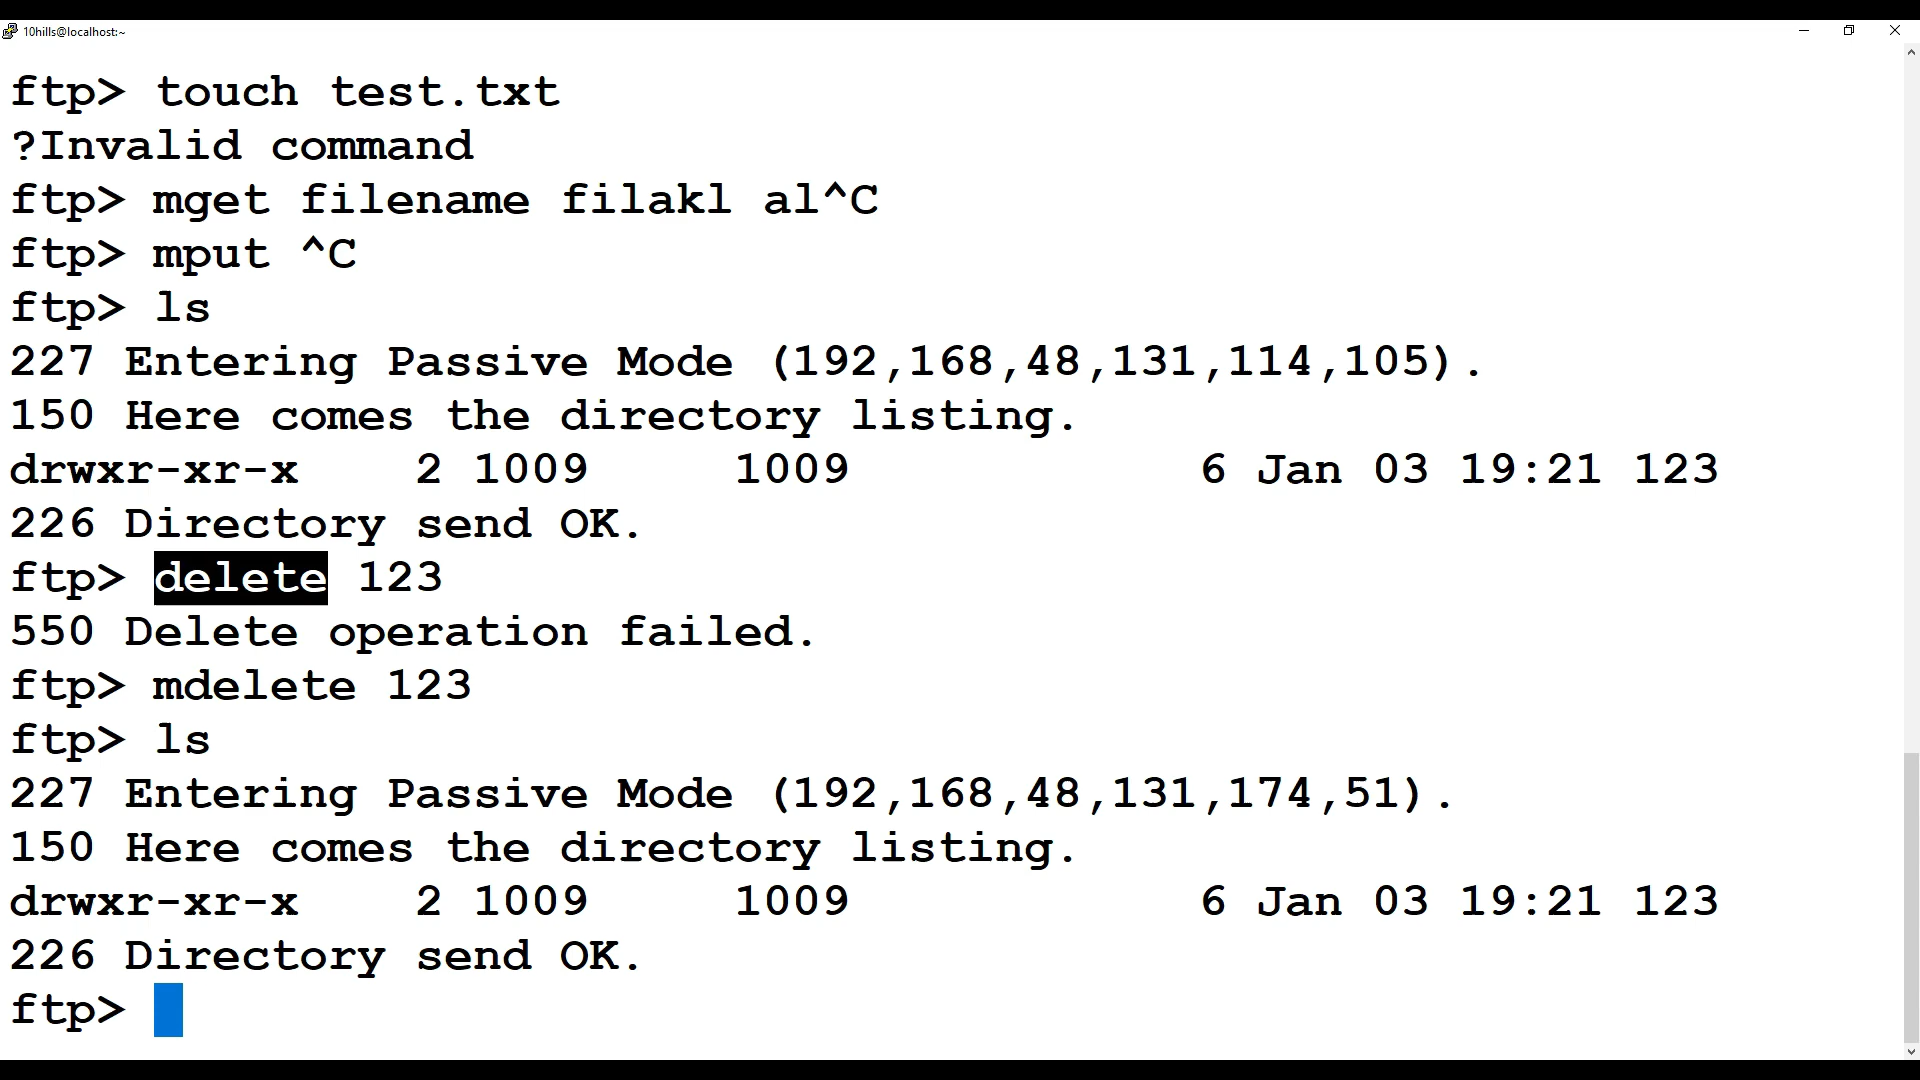 10hills@localhost:~
ftp> touch test.txt
?Invalid command
ftp> mget filename filakl al^C
ftp> mput ^C
ftp> ls
227 Entering Passive Mode (192,168,48,131,114,105).
150 Here comes the directory listing.
drwxr-xr-x    2 1009     1009            6 Jan 03 19:21 123
226 Directory send OK.
ftp> delete 123
550 Delete operation failed.
ftp> mdelete 123
ftp> ls
227 Entering Passive Mode (192,168,48,131,174,51).
150 Here comes the directory listing.
drwxr-xr-x    2 1009     1009            6 Jan 03 19:21 123
226 Directory send OK.
ftp>